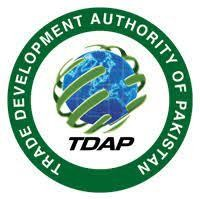 TRADE DEVELOPMENT AUTHORITY OF PAKISTAN
TDAP